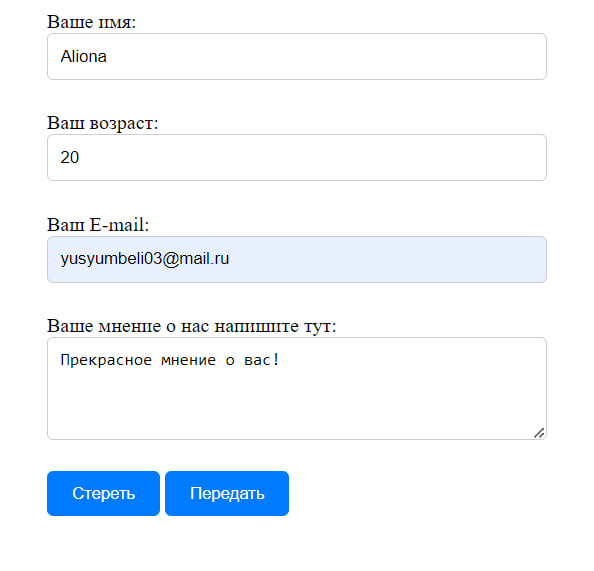 Ваше имя:
Aliona
Ваш возраст:
20
Ваш E-mail:
yusyumbeli03@mail.ru
Ваше мнение о нас напишите тут:
Прекрасное мнение о вас!
Стереть Передать